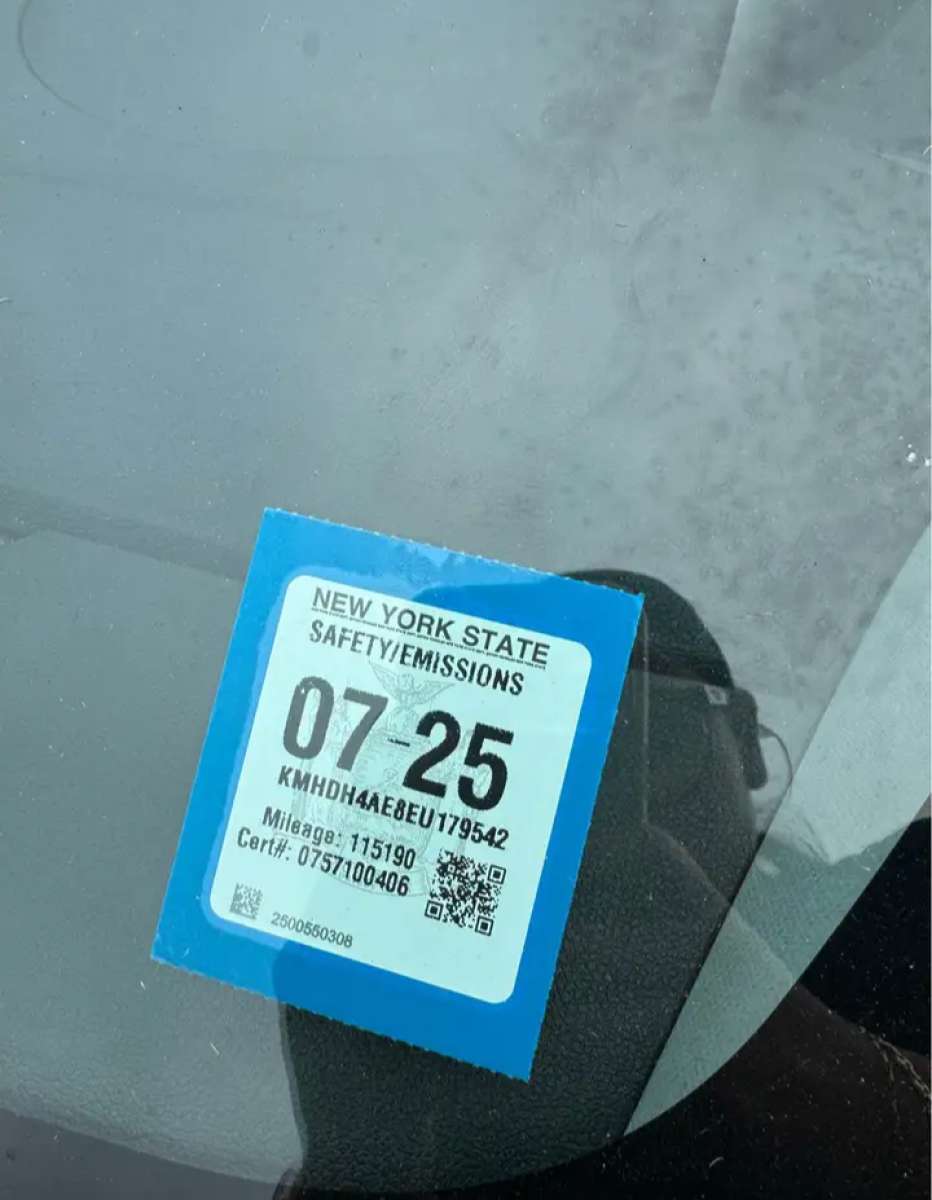 NEW YORK STATE
SAFETY/EMISSIONS
07-25
KMHDH4AE8EU179542
Mileage: 115190
Cert#: 0757100406
2500550308